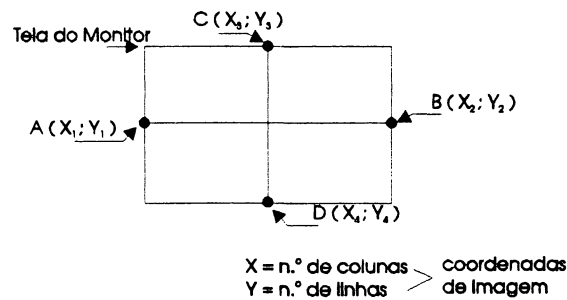 C ( X₃ ; Y₃ )
Tela do Monitor
B ( X₂ ; Y₂ )
A ( X₁ ; Y₁ )
D ( X₄ ; Y₄ )
X = n.º de colunas
Y = n.º de linhas
coordenadas
de imagem